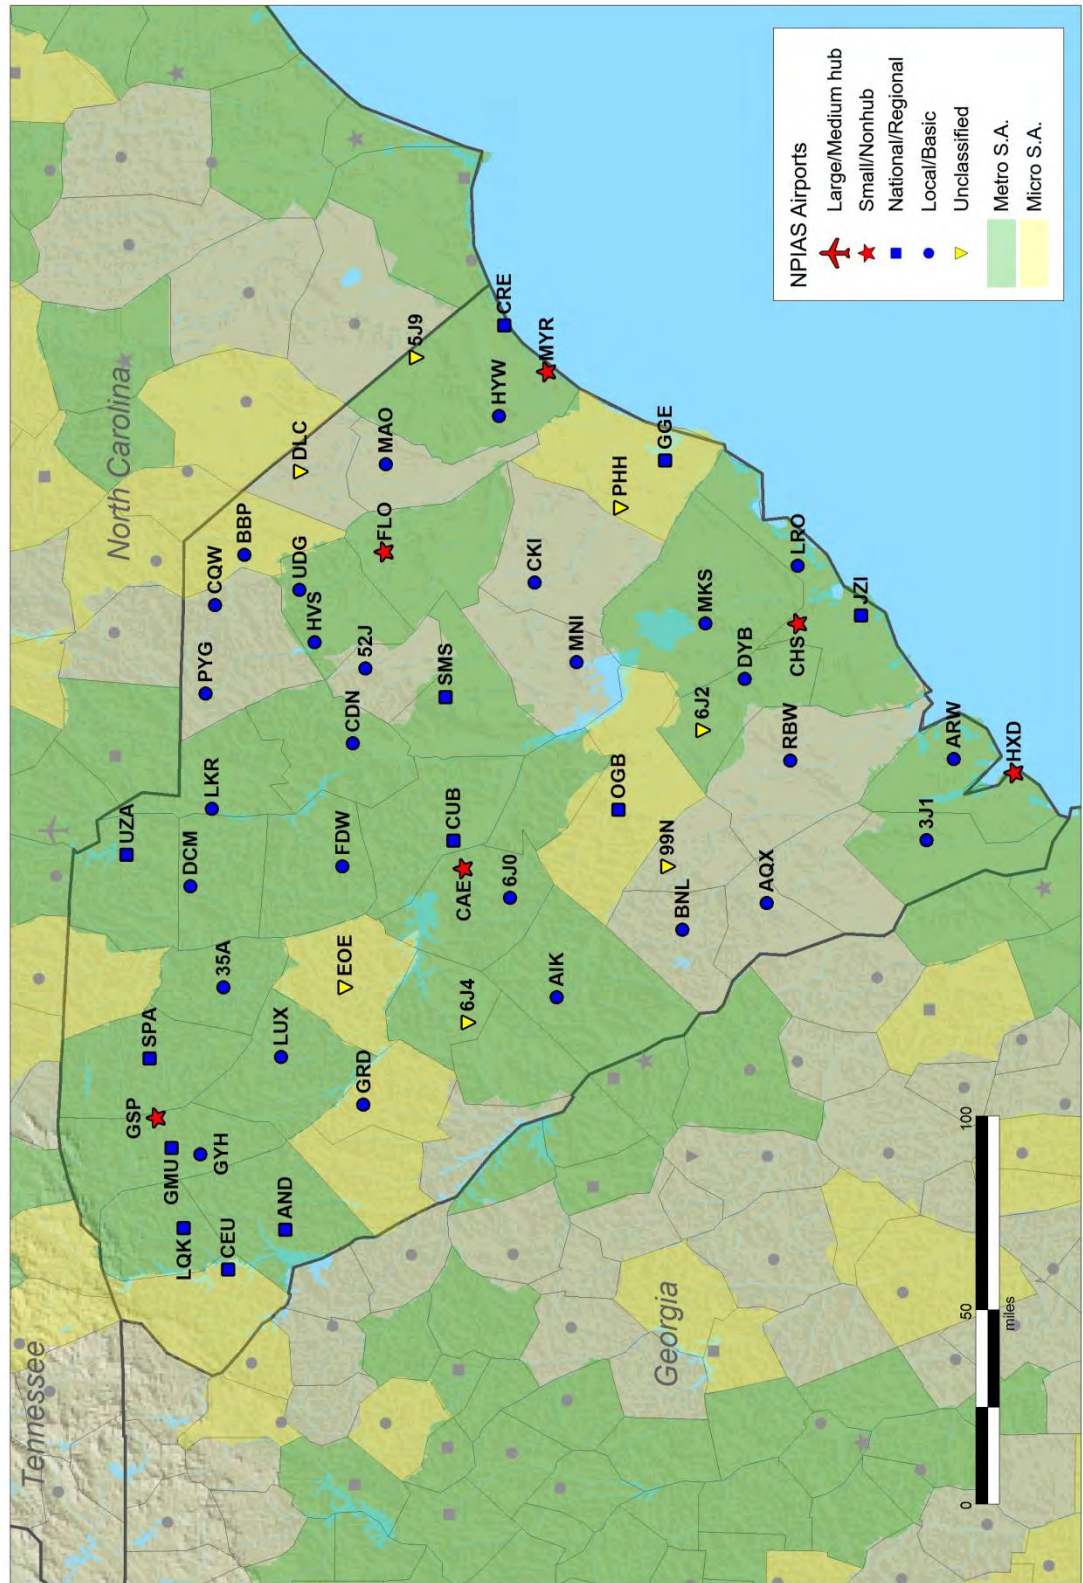 Tennessee
North Carolina
Georgia
UZA
SPA
GSP
GMU
LQK
CEU
GYH
AND
DCM
LKR
PYG
CQW
BBP
DLC
35A
LUX
GRD
EOE
FDW
CDN
52J
HVS
UDG
FLO
MAO
5J9
CRE
HYW
MYR
GGE
PHH
CKI
MNI
SMS
CUB
CAE
6J0
6J4
AIK
OGB
99N
BNL
AQX
RBW
6J2
DYB
MKS
CHS
LRO
JZI
ARW
3J1
HXD
NPIAS Airports
Large/Medium hub
Small/Nonhub
National/Regional
Local/Basic
Unclassified
Metro S.A.
Micro S.A.
0 50 100
miles